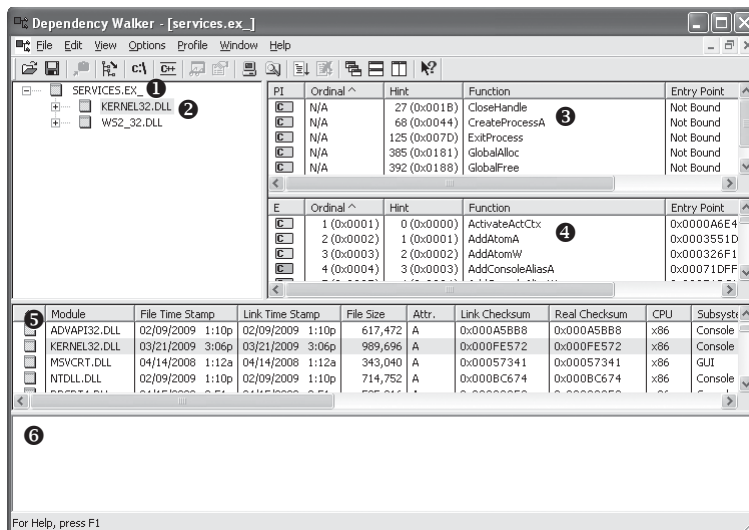 Dependency Walker - [services.ex_]
File Edit View Options Profile Window Help
SERVICES.EX_ ❶
KERNEL32.DLL ❷
WS2_32.DLL
PI Ordinal ^ Hint Function Entry Point
C N/A 27 (0x001B) CloseHandle Not Bound
C N/A 68 (0x0044) CreateProcessA Not Bound
C N/A 125 (0x007D) ExitProcess Not Bound
C N/A 385 (0x0181) GlobalAlloc Not Bound
C N/A 392 (0x0188) GlobalFree Not Bound
❸
E Ordinal ^ Hint Function Entry Point
C 1 (0x0001) 0 (0x0000) ActivateActCtx 0x0000A6E4
C 2 (0x0002) 1 (0x0001) AddAtomA 0x0003551D
C 3 (0x0003) 2 (0x0002) AddAtomW 0x000326F1
C 4 (0x0004) 3 (0x0003) AddConsoleAliasA 0x00071DFF
❹
❺ Module File Time Stamp Link Time Stamp File Size Attr. Link Checksum Real Checksum CPU Subsyste
ADVAPI32.DLL 02/09/2009 1:10p 02/09/2009 1:10p 617,472 A 0x000A5BB8 0x000A5BB8 x86 Console
KERNEL32.DLL 03/21/2009 3:06p 03/21/2009 3:06p 989,696 A 0x000FE572 0x000FE572 x86 Console
MSVCRT.DLL 04/14/2008 1:12a 04/14/2008 1:12a 343,040 A 0x00057341 0x00057341 x86 GUI
NTDLL.DLL 02/09/2009 1:10p 02/09/2009 1:10p 714,752 A 0x000BC674 0x000BC674 x86 Console
❻
For Help, press F1